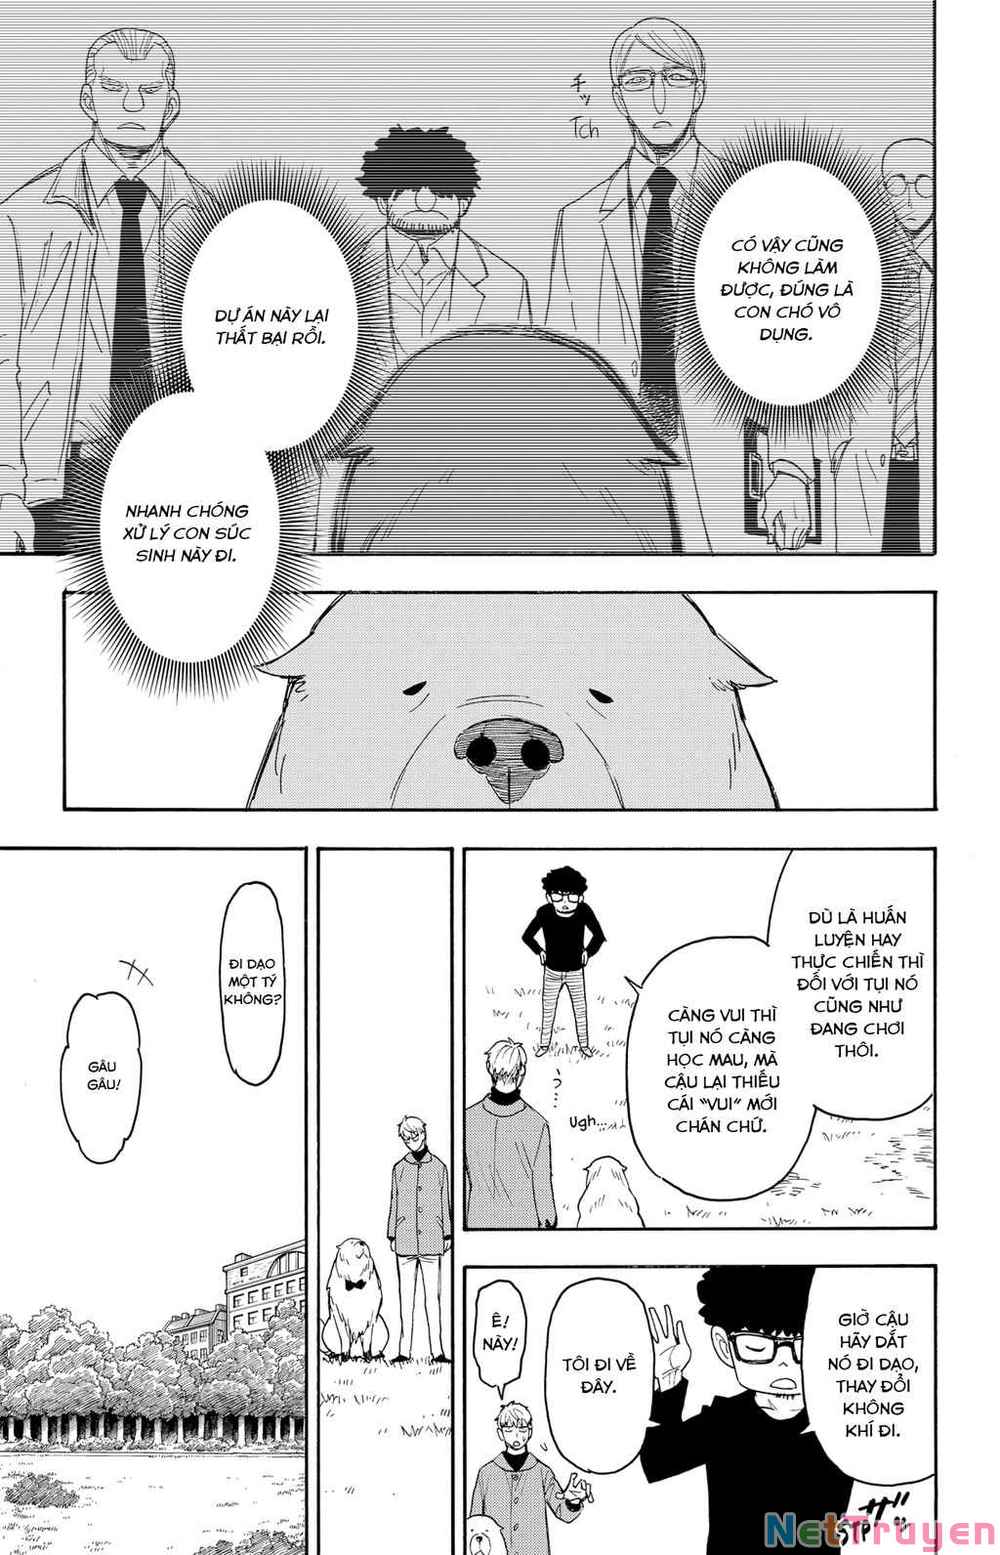 チッ
Tch
CÓ VẬY CŨNG
KHÔNG LÀM
ĐƯỢC, ĐÚNG LÀ
CON CHÓ VÔ
DỤNG.
DỰ ÁN NÀY LẠI
THẤT BẠI RỒI.
NHANH CHÓNG
XỬ LÝ CON SÚC
SINH NÀY ĐI.
DÙ LÀ HUẤN
LUYỆN HAY
THỰC CHIẾN THÌ
ĐỐI VỚI TỤI NÓ
CŨNG NHƯ
ĐANG CHƠI
THÔI.
CÀNG VUI THÌ
TỤI NÓ CÀNG
HỌC MAU, MÀ
CẬU LẠI THIẾU
CÁI “VUI” MỚI
CHÁN CHỨ.
う…
Ugh...
GIỜ CẬU
HÃY DẮT
NÓ ĐI DẠO,
THAY ĐỔI
KHÔNG
KHÍ ĐI.
TÔI ĐI VỀ
ĐÂY.
Ê!
NÀY!
ザッ
STP
ĐI DẠO
MỘT TÝ
KHÔNG?
GÂU
GÂU!
NetTruyen